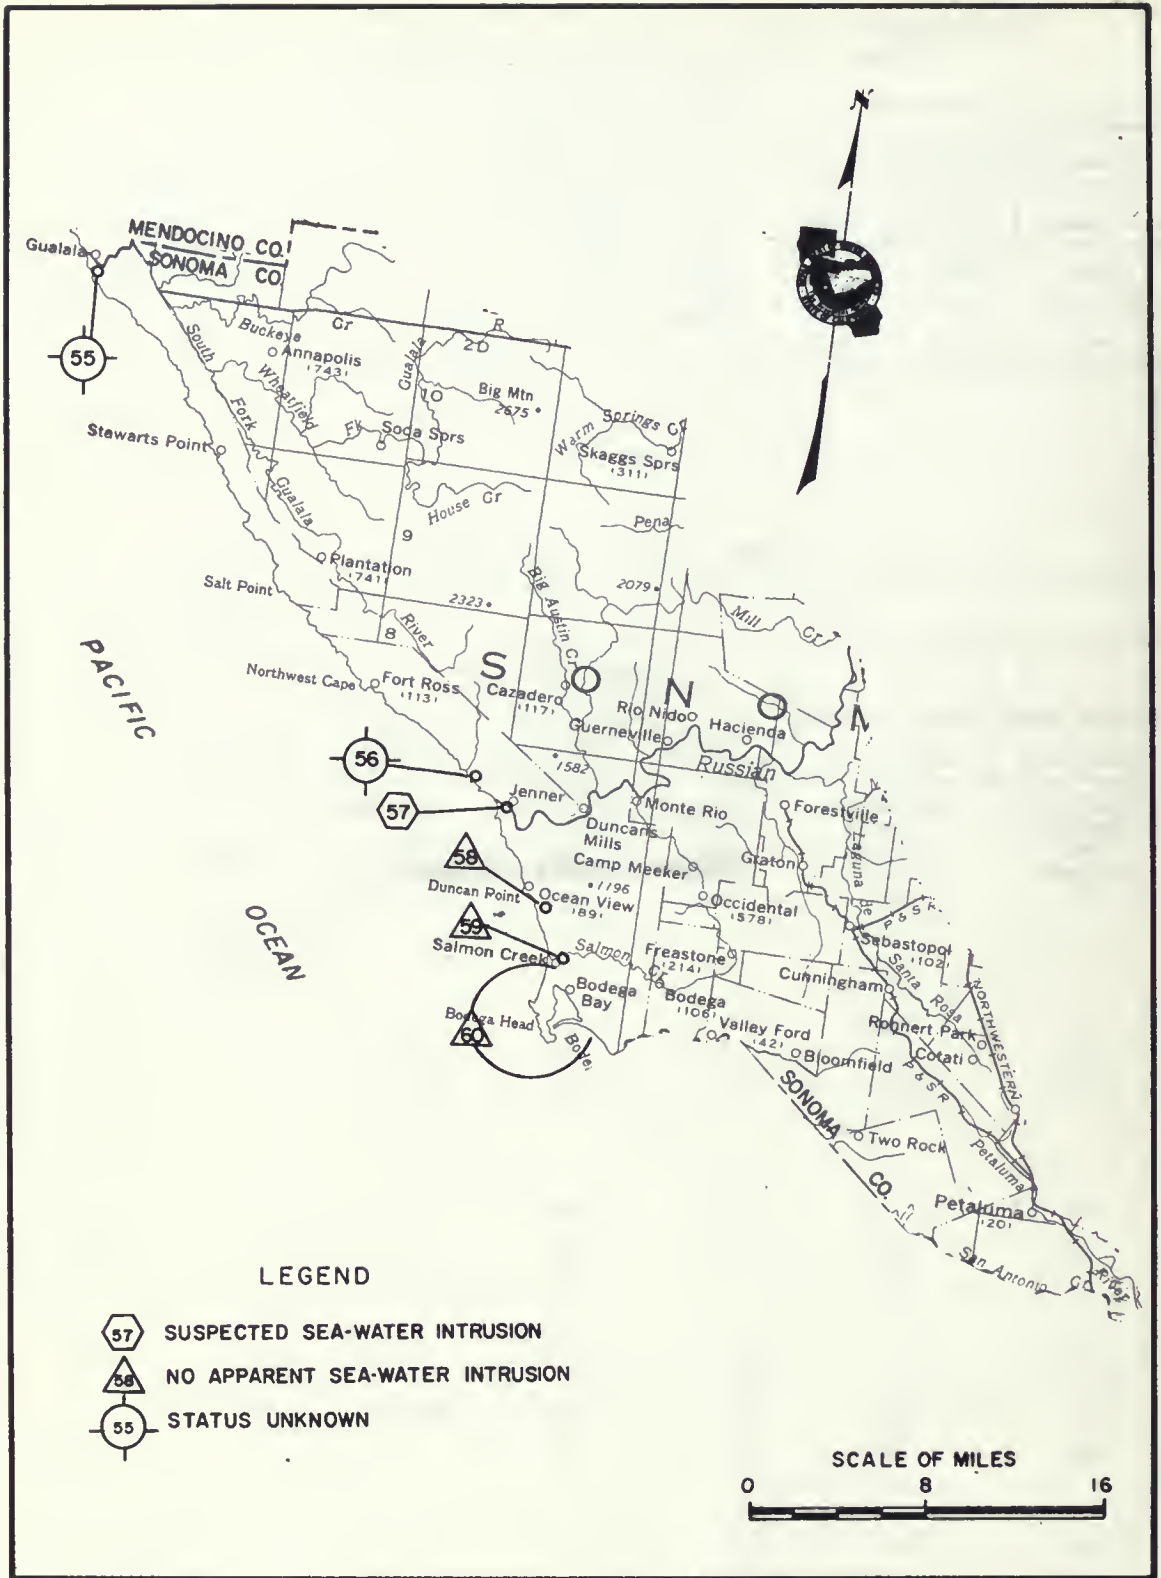 N
MENDOCINO CO.
SONOMA CO
Gualala
55
Buckeye
Cr
R
20
South
Fork
Gualala
Annapolis
(743)
Wheatfield
Fk
Gualala
10
Big Mtn
2675
Soda Sprs
Stewarts Point
Warm Springs Cr
Skaggs Sprs
(311)
House Cr
Pena
9
Plantation
(741)
Salt Point
2323
Big Austin Cr
2079
Mill Cr
8
River
PACIFIC
OCEAN
S O N O M
Northwest Cape
Fort Ross
(113)
Cazadero
(117)
Rio Nido
Hacienda
Guerneville
Russian
56
1582
57
Jenner
Duncans
Mills
Monte Rio
Forestville
58
Camp Meeker
Graton
Laguna de
Duncan Point
Ocean View
(89)
1196
Occidental
(578)
P & S R
Sebastopol
(102)
59
Salmon Creek
Salmon
Cr
Freestone
(214)
Cunningham
Santa Rosa
Bodega
Bay
Bodega
(106)
Bodega Head
60
Bode
Valley Ford
(42)
Rohnert Park
Cotati
Bloomfield
NORTHWESTERN
P & S R
SONOMA
CO.
Two Rock
Petaluma
Petaluma
(20)
San Antonio Cr
River
LEGEND
57 SUSPECTED SEA-WATER INTRUSION
58 NO APPARENT SEA-WATER INTRUSION
55 STATUS UNKNOWN
SCALE OF MILES
0 8 16